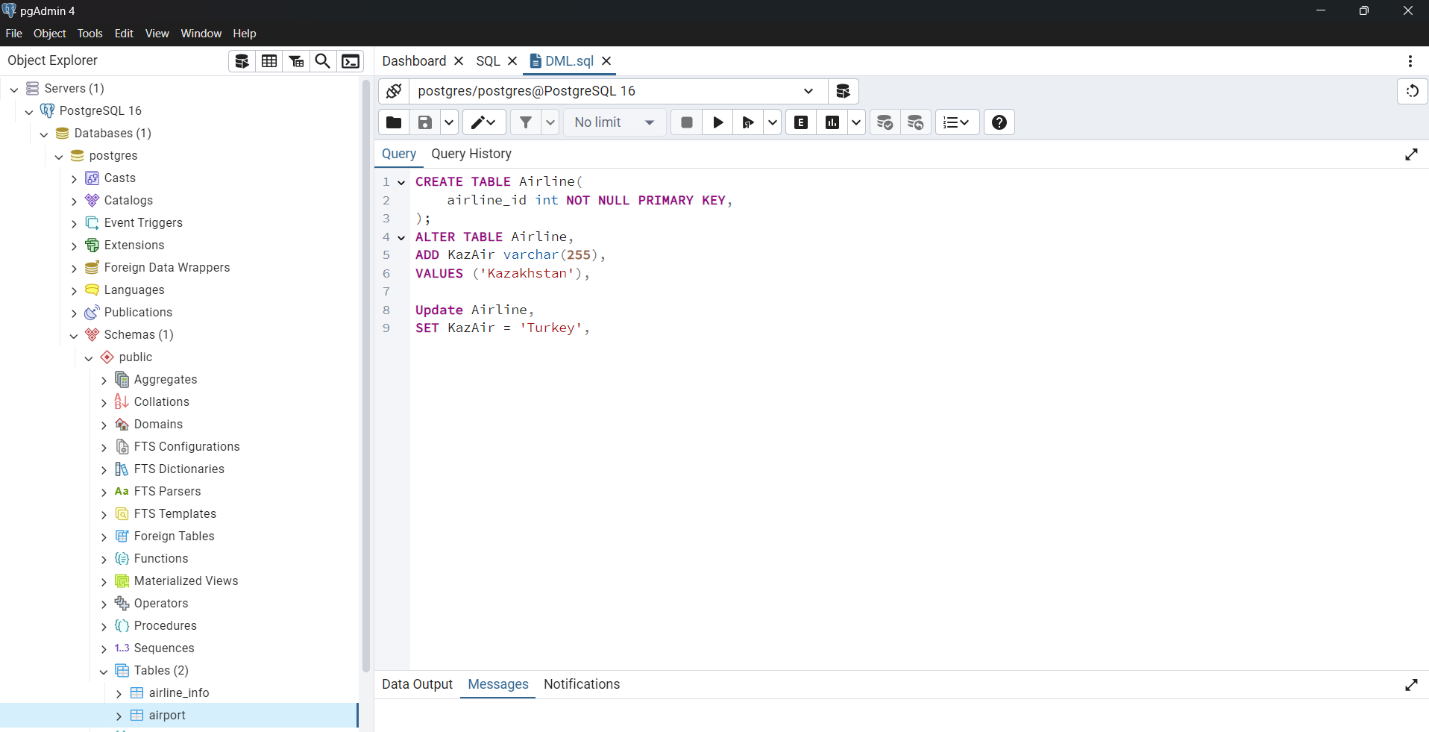 pgAdmin 4
File Object Tools Edit View Window Help
Object Explorer
Servers (1)
PostgreSQL 16
Databases (1)
postgres
Casts
Catalogs
Event Triggers
Extensions
Foreign Data Wrappers
Languages
Publications
Schemas (1)
public
Aggregates
Collations
Domains
FTS Configurations
FTS Dictionaries
Aa FTS Parsers
FTS Templates
Foreign Tables
Functions
Materialized Views
Operators
Procedures
1..3 Sequences
Tables (2)
airline_info
airport
Dashboard SQL DML.sql
postgres/postgres@PostgreSQL 16
No limit E
Query Query History
1 CREATE TABLE Airline(
2 airline_id int NOT NULL PRIMARY KEY,
3 );
4 ALTER TABLE Airline,
5 ADD KazAir varchar(255),
6 VALUES ('Kazakhstan'),
7
8 Update Airline,
9 SET KazAir = 'Turkey',
Data Output Messages Notifications